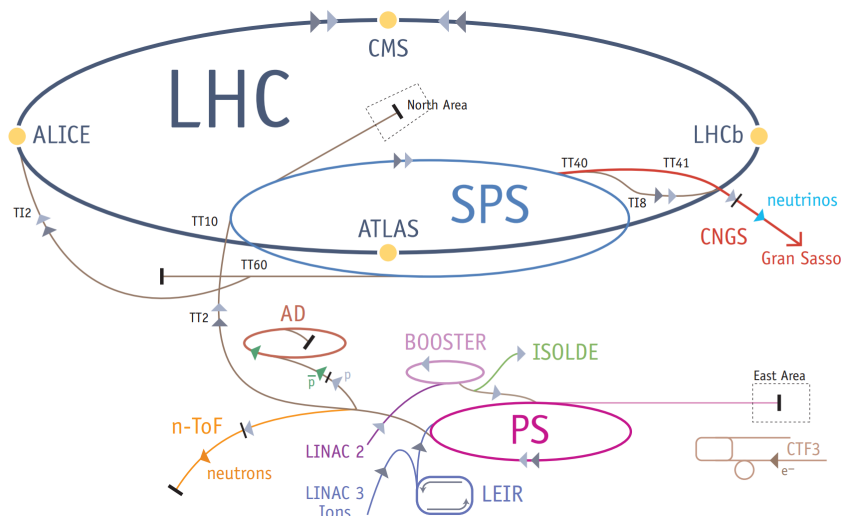 CMS
LHC
North Area
ALICE
LHCb
TT40
TT41
TI2
TT10
SPS
TI8
neutrinos
ATLAS
CNGS
Gran Sasso
TT60
TT2
AD
BOOSTER
ISOLDE
p̅
p
East Area
n-ToF
PS
LINAC 2
neutrons
CTF3
e⁻
LINAC 3
Ions
LEIR